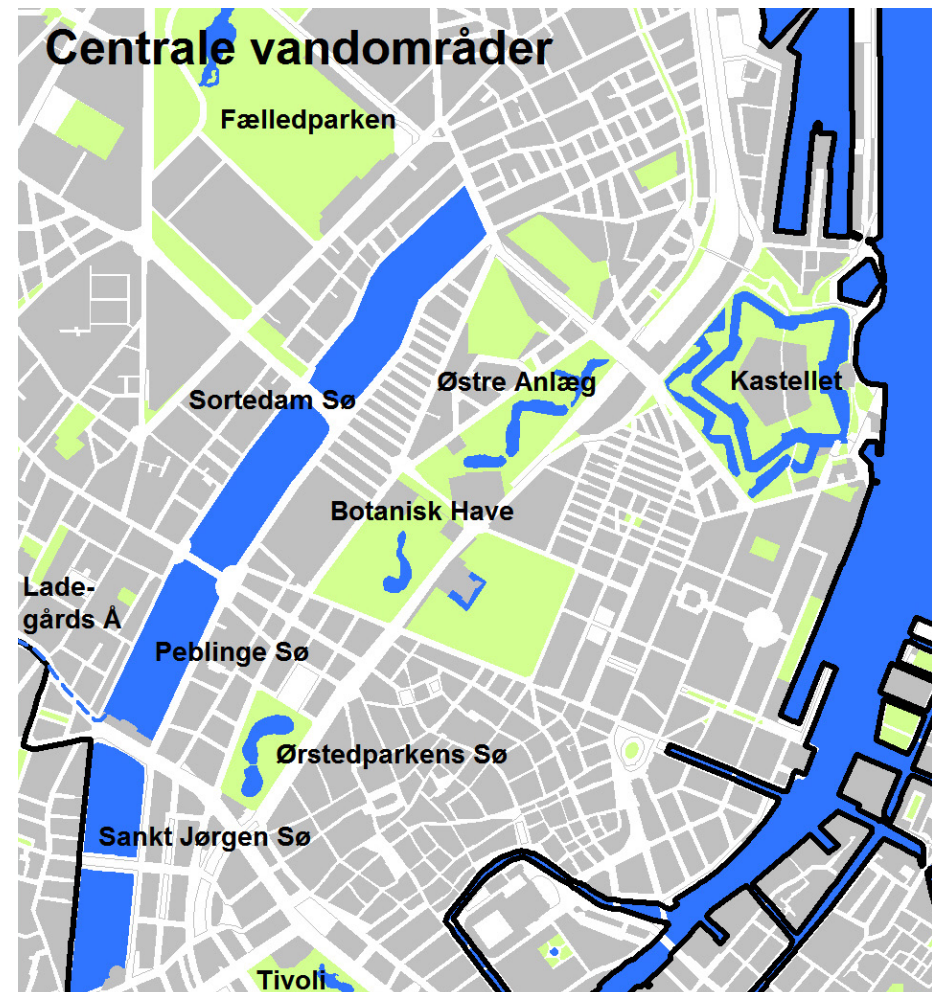 Centrale vandområder
Fælledparken
Sortedam Sø
Østre Anlæg
Kastellet
Botanisk Have
Lade-
gårds Å
Peblinge Sø
Ørstedparkens Sø
Sankt Jørgen Sø
Tivoli